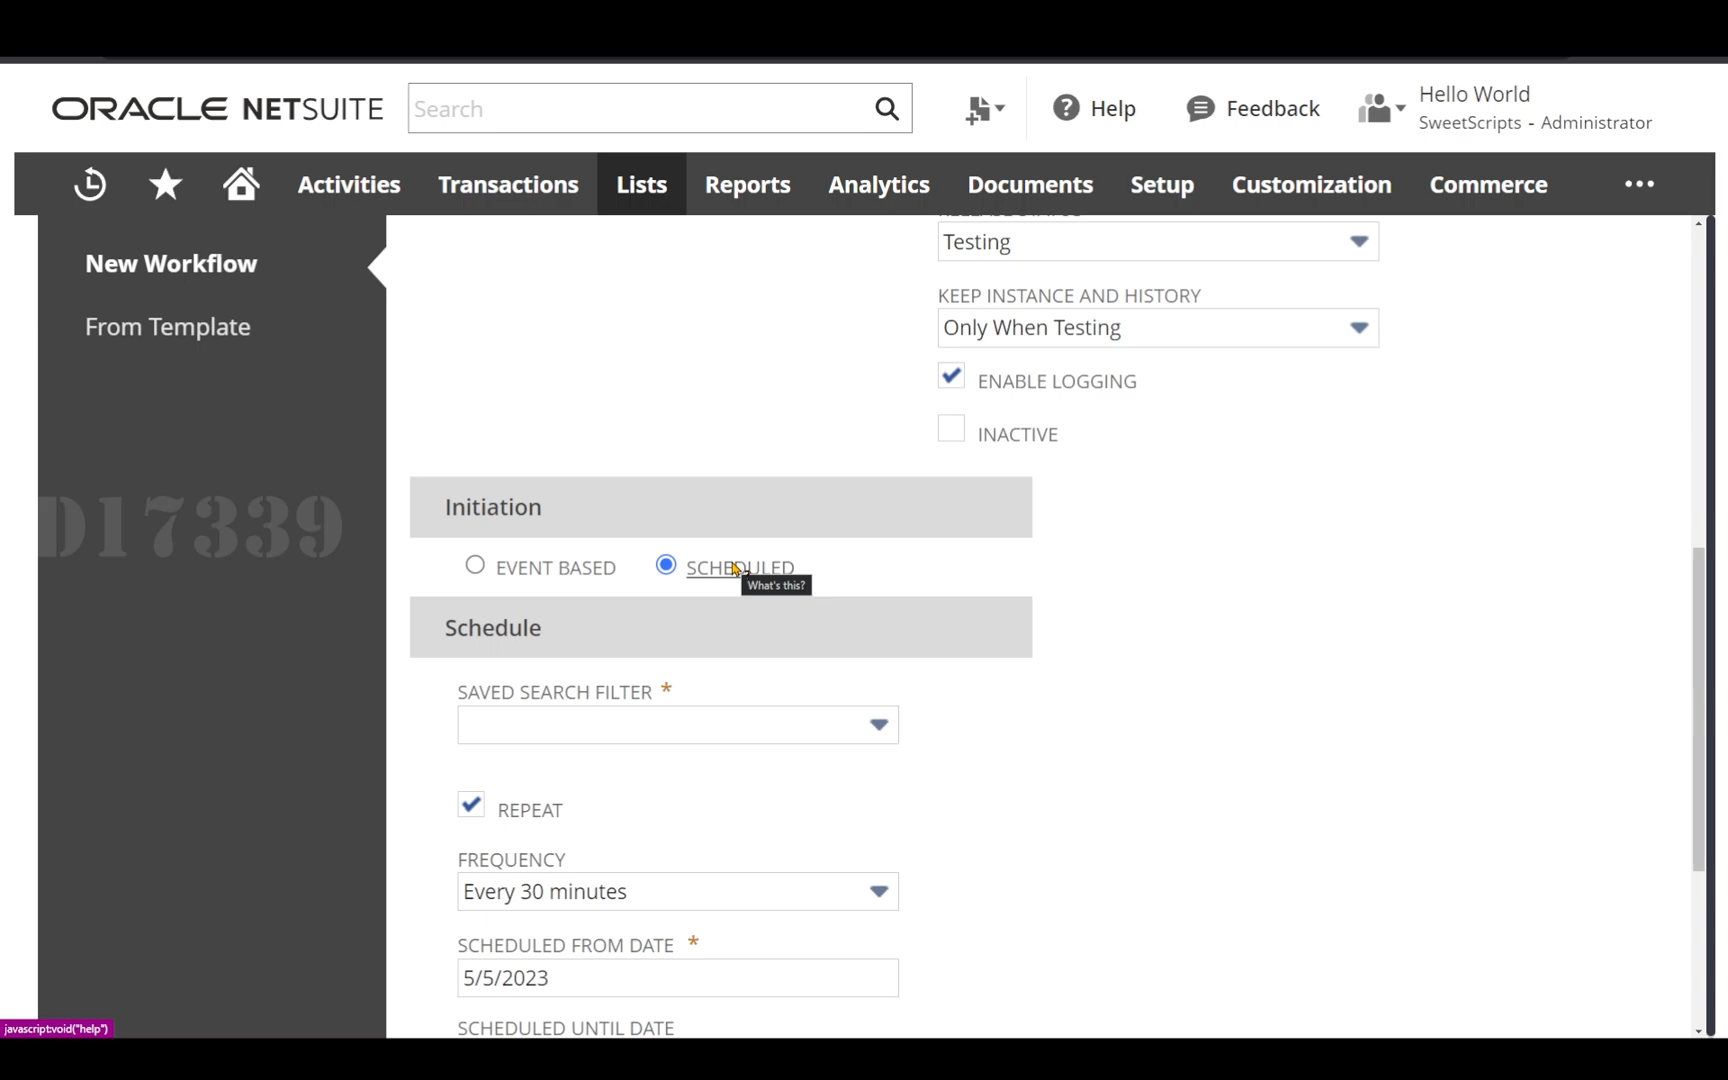 ORACLE NETSUITE
Search
Help
Feedback
Hello World
SweetScripts - Administrator
Activities
Transactions
Lists
Reports
Analytics
Documents
Setup
Customization
Commerce
New Workflow
From Template
D17339
Testing
KEEP INSTANCE AND HISTORY
Only When Testing
ENABLE LOGGING
INACTIVE
Initiation
EVENT BASED
SCHEDULED
What's this?
Schedule
SAVED SEARCH FILTER *
REPEAT
FREQUENCY
Every 30 minutes
SCHEDULED FROM DATE *
5/5/2023
SCHEDULED UNTIL DATE
javascript:void("help")